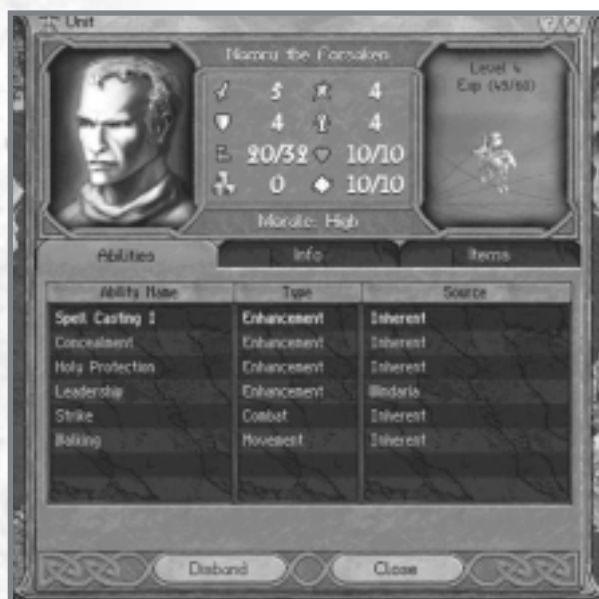 Unit
Namru the Forsaken
5 4
4 4
20/32 10/10
0 10/10
Morale: High
Level 4
Exp (49/60)
Abilities Info Items
Ability Name Type Source
Spell Casting I Enhancement Inherent
Concealment Enhancement Inherent
Holy Protection Enhancement Inherent
Leadership Enhancement Windaria
Strike Combat Inherent
Walking Movement Inherent
Disband Close